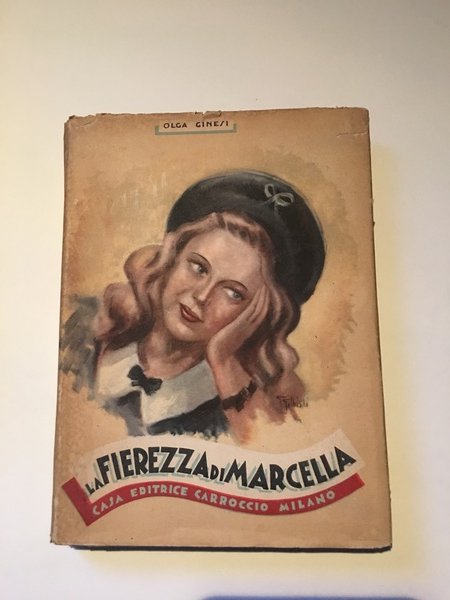 OLGA GINESI
LA FIEREZZA DI MARCELLA
CASA EDITRICE CARROCCIO MILANO